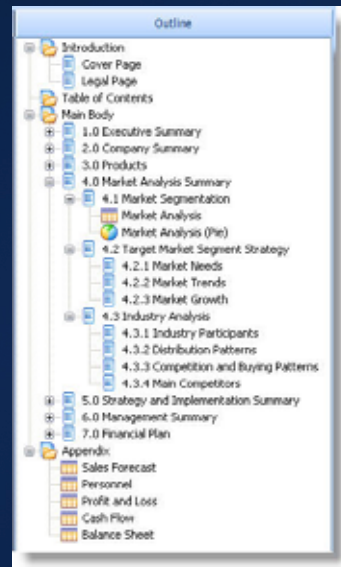 Outline
Introduction
Cover Page
Legal Page
Table of Contents
Main Body
1.0 Executive Summary
2.0 Company Summary
3.0 Products
4.0 Market Analysis Summary
4.1 Market Segmentation
Market Analysis
Market Analysis (Pie)
4.2 Target Market Segment Strategy
4.2.1 Market Needs
4.2.2 Market Trends
4.2.3 Market Growth
4.3 Industry Analysis
4.3.1 Industry Participants
4.3.2 Distribution Patterns
4.3.3 Competition and Buying Patterns
4.3.4 Main Competitors
5.0 Strategy and Implementation Summary
6.0 Management Summary
7.0 Financial Plan
Appendix
Sales Forecast
Personnel
Profit and Loss
Cash Flow
Balance Sheet